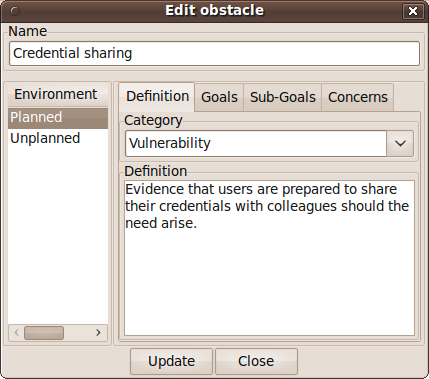 Edit obstacle
Name
Credential sharing
Environment
Planned
Unplanned
Definition Goals Sub-Goals Concerns
Category
Vulnerability
Definition
Evidence that users are prepared to share
their credentials with colleagues should the
need arise.
Update Close